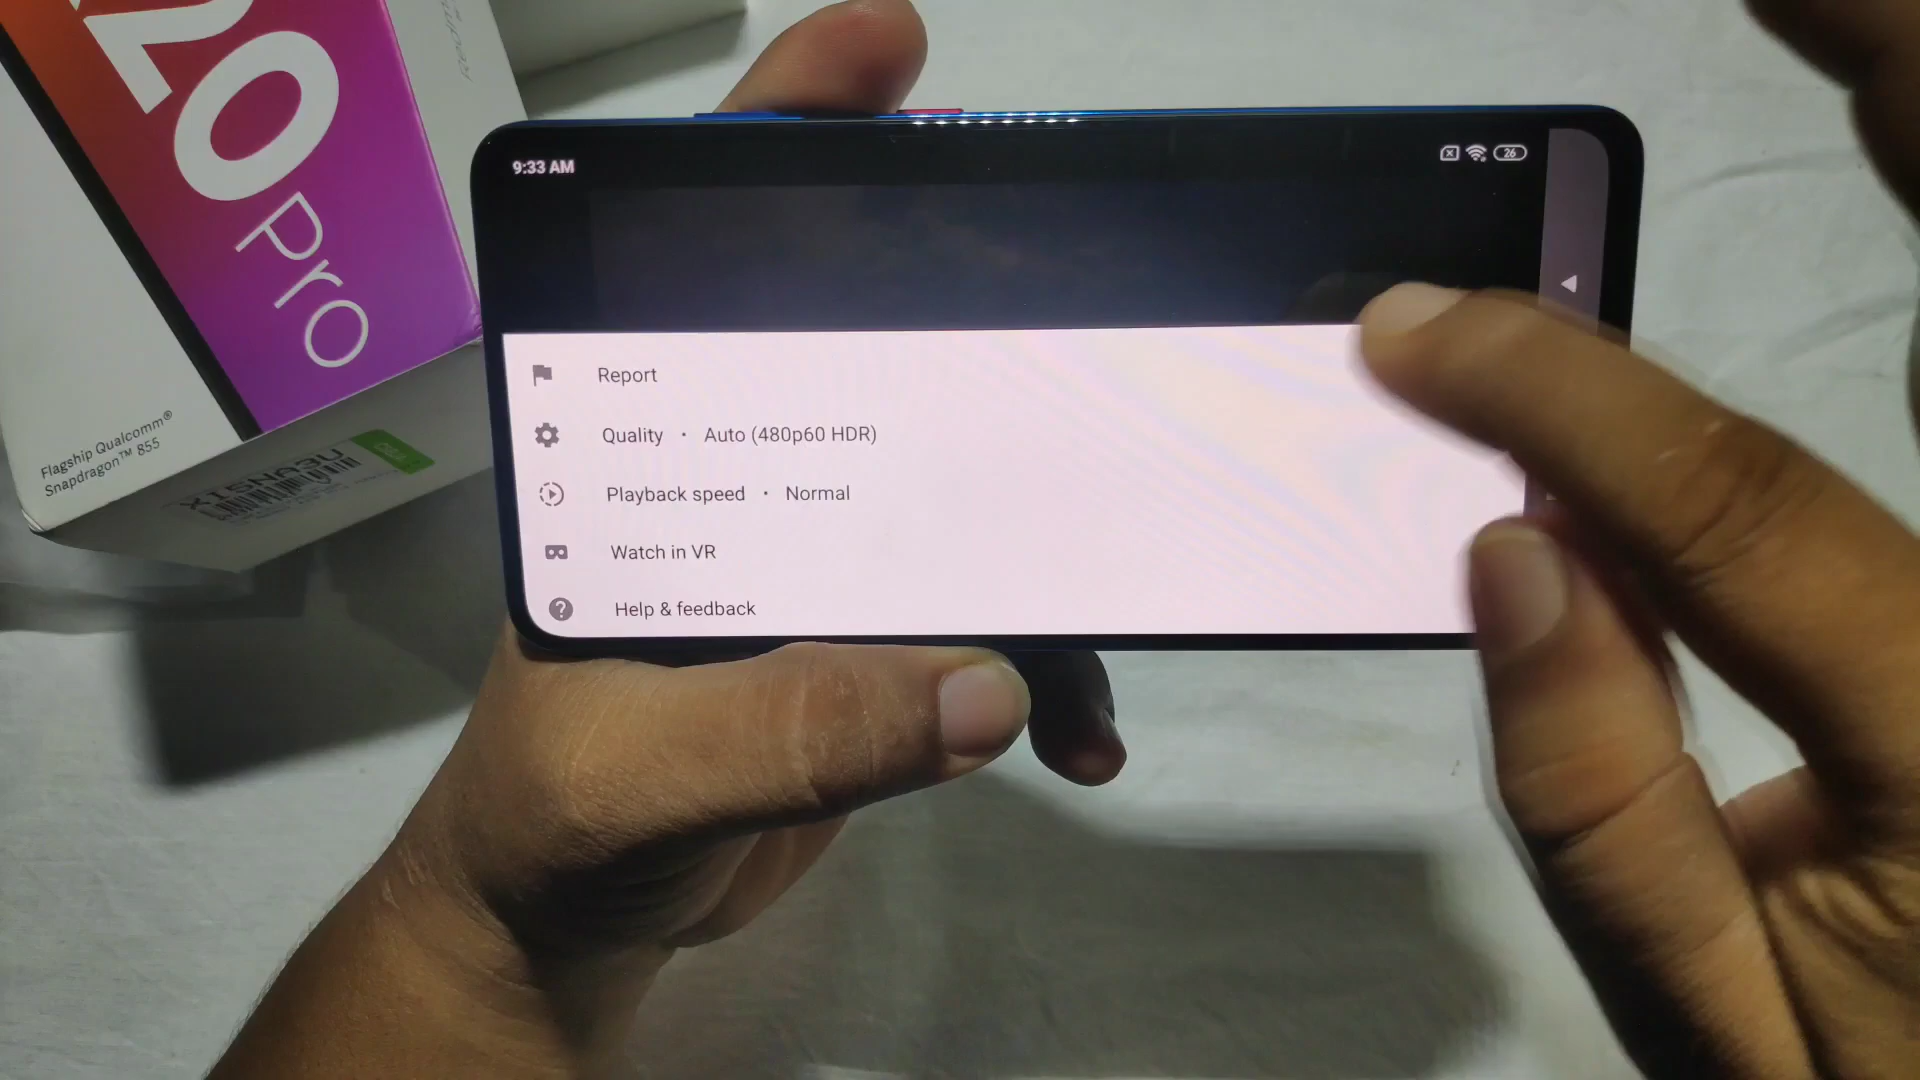 20
Pro
Flagship Qualcomm®
Snapdragon™ 855
9:33 AM
26
Report
Quality · Auto (480p60 HDR)
Playback speed · Normal
Watch in VR
Help & feedback